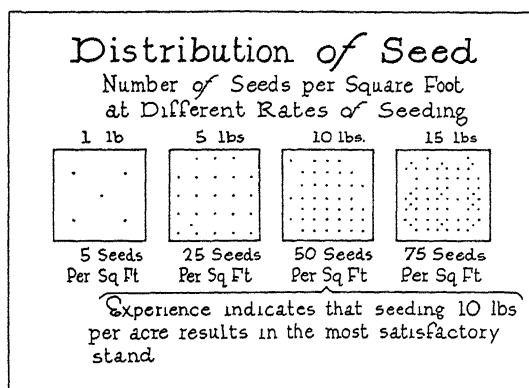 Distribution of Seed
Number of Seeds per Square Foot
at Different Rates of Seeding
1 lb 5 lbs 10 lbs. 15 lbs
5 Seeds 25 Seeds 50 Seeds 75 Seeds
Per Sq Ft Per Sq Ft Per Sq Ft Per Sq Ft
Experience indicates that seeding 10 lbs
per acre results in the most satisfactory
stand